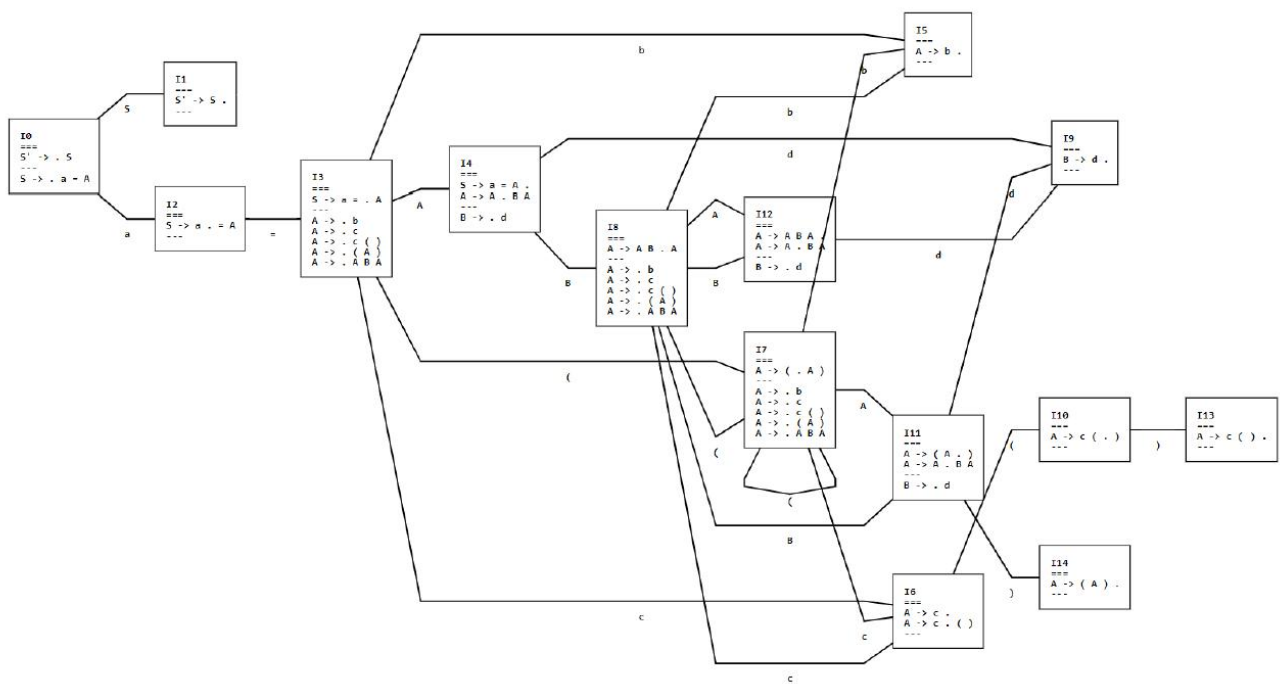 I0
===
S' -> . S
---
S -> . a = A
S
a
I1
---
S' -> S .
---
I2
===
S -> a . = A
---
=
I3
===
S -> a = . A
---
A -> . b
A -> . c
A -> . c ( )
A -> . ( A )
A -> . A B A
b
A
(
c
I4
===
S -> a = A .
A -> A . B A
---
B -> . d
d
B
I8
===
A -> A B . A
---
A -> . b
A -> . c
A -> . c ( )
A -> . ( A )
A -> . A B A
b
A
B
(
B
c
I12
===
A -> A B A .
A -> A . B A
---
B -> . d
d
I7
===
A -> ( . A )
---
A -> . b
A -> . c
A -> . c ( )
A -> . ( A )
A -> . A B A
b
A
(
c
I5
---
A -> b .
---
I9
---
B -> d .
---
I11
---
A -> ( A . )
A -> A . B A
---
B -> . d
d
)
I6
===
A -> c .
A -> c . ( )
---
(
I10
---
A -> c ( . )
---
)
I13
---
A -> c ( ) .
---
I14
===
A -> ( A ) .
---